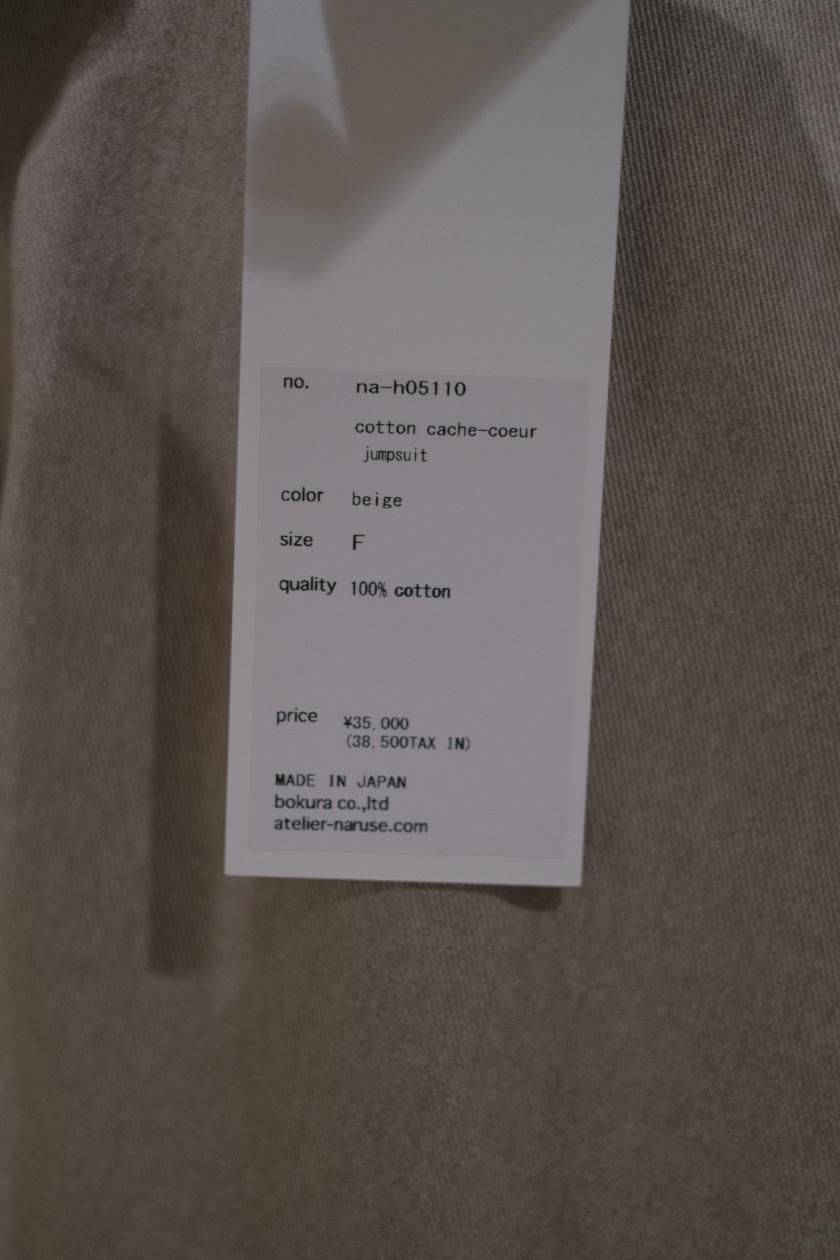 no. na-h05110
cotton cache-coeur
jumpsuit
color beige
size F
quality 100% cotton
price ¥35,000
(38,500TAX IN)
MADE IN JAPAN
bokura co.,ltd
atelier-naruse.com